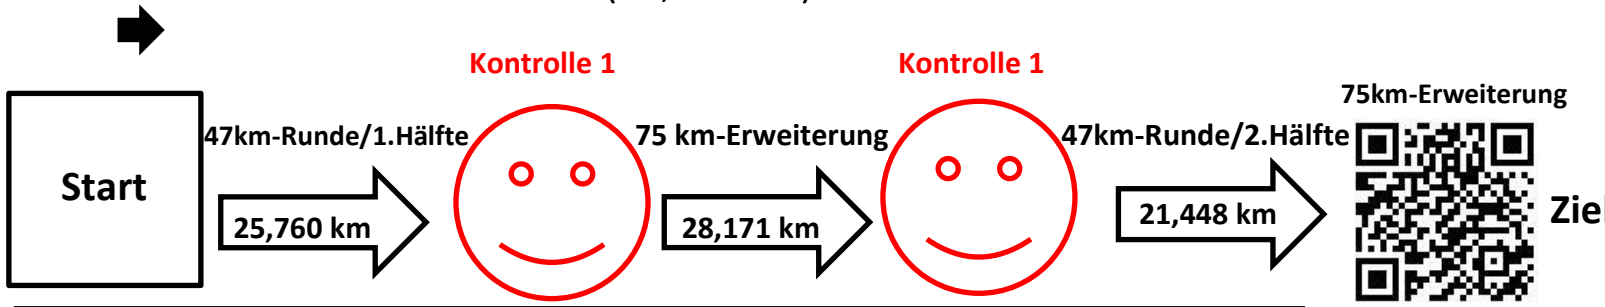 Kontrolle 1
Kontrolle 1
75km-Erweiterung
47km-Runde/1.Hälfte
75 km-Erweiterung
47km-Runde/2.Hälfte
Start
25,760 km
28,171 km
21,448 km
Ziel